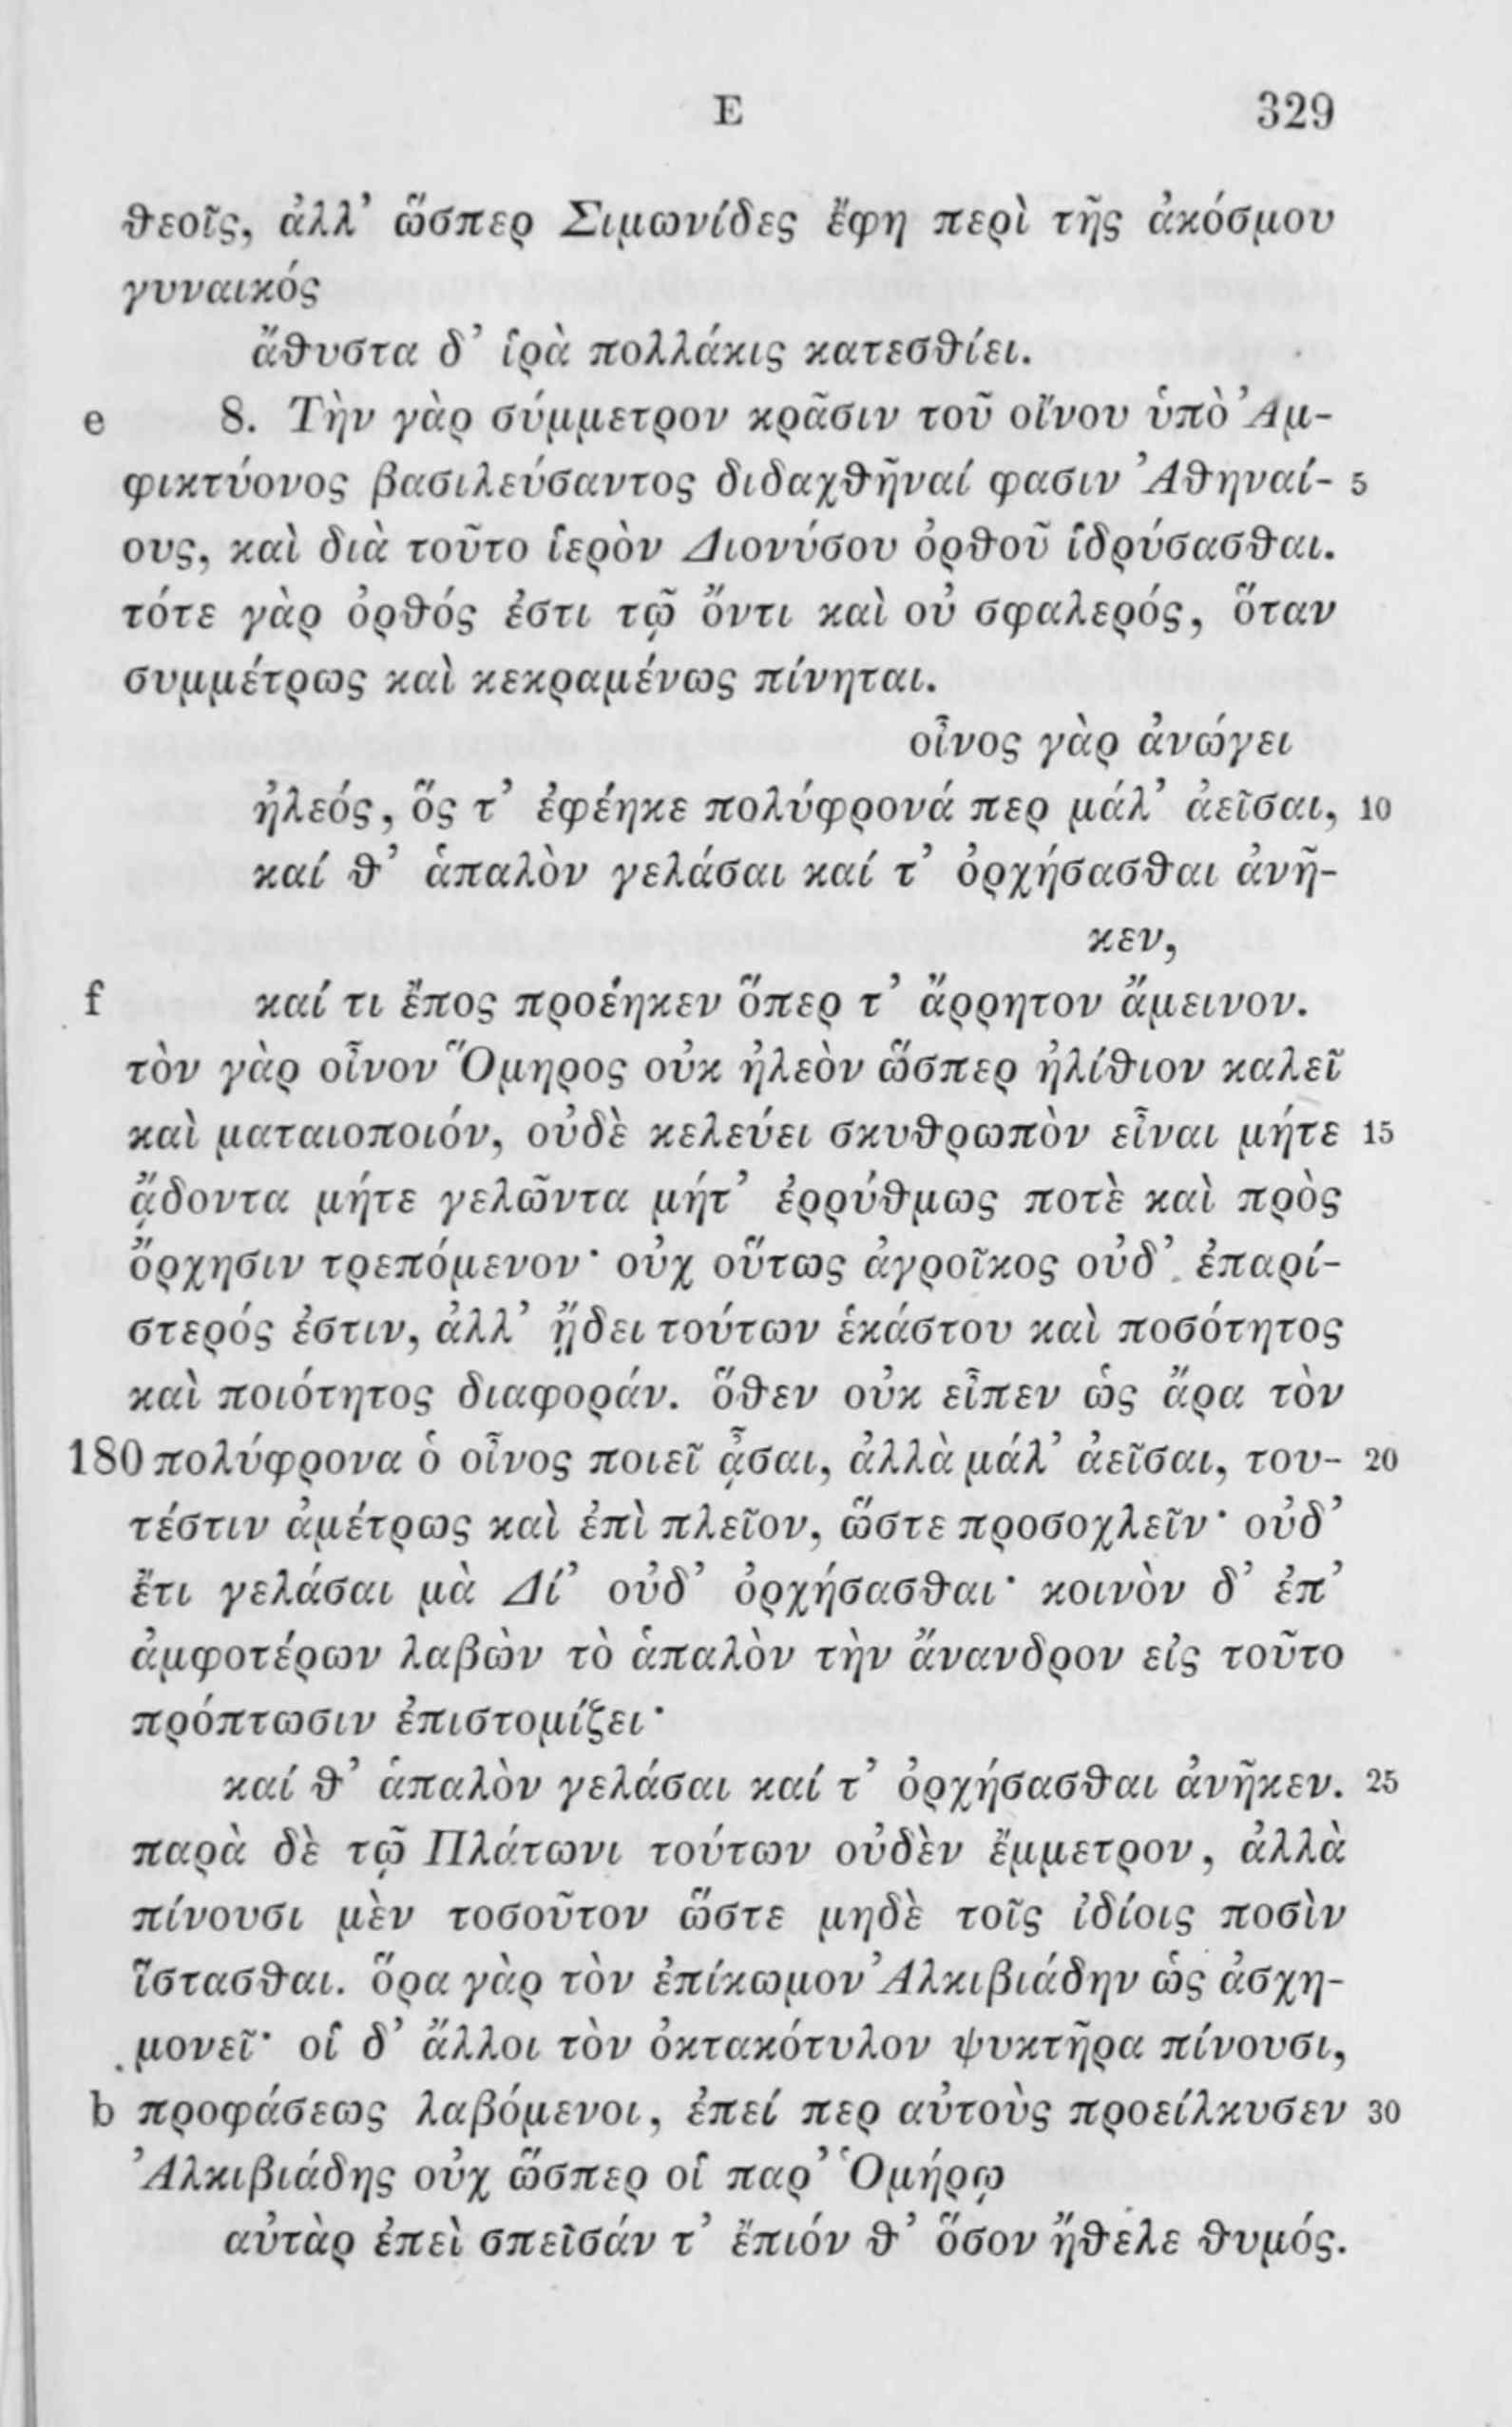 E 329
ϑεοῖς, ἀλλ’ ὥσπερ Σιμωνίδες ἔφη περὶ τῆς ἀκόσμου
γυναικός
ἄϑυστα δ’ ἱρὰ πολλάκις κατεσϑίει.
e 8. Τὴν γὰρ σύμμετρον κρᾶσιν τοῦ οἴνου ὑπὸ Ἀμ-
φικτύονος βασιλεύσαντος διδαχϑῆναί φασιν Ἀϑηναί- 5
ους, καὶ διὰ τοῦτο ἱερὸν Διονύσου ὀρϑοῦ ἱδρύσασϑαι.
τότε γὰρ ὀρϑός ἐστι τῷ ὄντι καὶ οὐ σφαλερός, ὅταν
συμμέτρως καὶ κεκραμένως πίνηται.
οἶνος γὰρ ἀνώγει
ἠλεός, ὅς τ’ ἐφέηκε πολύφρονά περ μάλ’ ἀεῖσαι, 10
καί ϑ’ ἁπαλὸν γελάσαι καί τ’ ὀρχήσασϑαι ἀνῆ-
κεν,
f καί τι ἔπος προέηκεν ὅπερ τ’ ἄρρητον ἄμεινον.
τὸν γὰρ οἶνον Ὅμηρος οὐκ ἠλεὸν ὥσπερ ἠλίϑιον καλεῖ
καὶ ματαιοποιόν, οὐδὲ κελεύει σκυϑρωπὸν εἶναι μήτε 15
ᾄδοντα μήτε γελῶντα μήτ’ ἐρρύϑμως ποτὲ καὶ πρὸς
ὄρχησιν τρεπόμενον· οὐχ οὕτως ἀγροῖκος οὐδ’ ἐπαρί-
στερός ἐστιν, ἀλλ’ ᾔδει τούτων ἑκάστου καὶ ποσότητος
καὶ ποιότητος διαφοράν. ὅϑεν οὐκ εἶπεν ὡς ἄρα τὸν
180 πολύφρονα ὁ οἶνος ποιεῖ ᾆσαι, ἀλλὰ μάλ’ ἀεῖσαι, του- 20
τέστιν ἀμέτρως καὶ ἐπὶ πλεῖον, ὥστε προσοχλεῖν· οὐδ’
ἔτι γελάσαι μὰ Δί’ οὐδ’ ὀρχήσασϑαι· κοινὸν δ’ ἐπ’
ἀμφοτέρων λαβὼν τὸ ἁπαλὸν τὴν ἄνανδρον εἰς τοῦτο
πρόπτωσιν ἐπιστομίζει·
καί ϑ’ ἁπαλὸν γελάσαι καί τ’ ὀρχήσασϑαι ἀνῆκεν. 25
παρὰ δὲ τῷ Πλάτωνι τούτων οὐδὲν ἔμμετρον, ἀλλὰ
πίνουσι μὲν τοσοῦτον ὥστε μηδὲ τοῖς ἰδίοις ποσὶν
ἵστασϑαι. ὅρα γὰρ τὸν ἐπίκωμον Ἀλκιβιάδην ὡς ἀσχη-
μονεῖ· οἱ δ’ ἄλλοι τὸν ὀκτακότυλον ψυκτῆρα πίνουσι,
b προφάσεως λαβόμενοι, ἐπεί περ αὐτοὺς προείλκυσεν 30
Ἀλκιβιάδης οὐχ ὥσπερ οἱ παρ’ Ὁμήρῳ
αὐτὰρ ἐπεὶ σπεῖσάν τ’ ἔπιόν ϑ’ ὅσον ἤϑελε ϑυμός.